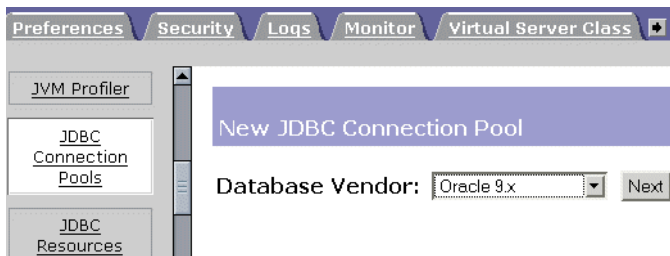 Preferences Security Logs Monitor Virtual Server Class
JVM Profiler
JDBC
Connection
Pools
JDBC
Resources
New JDBC Connection Pool
Database Vendor: Oracle 9.x Next